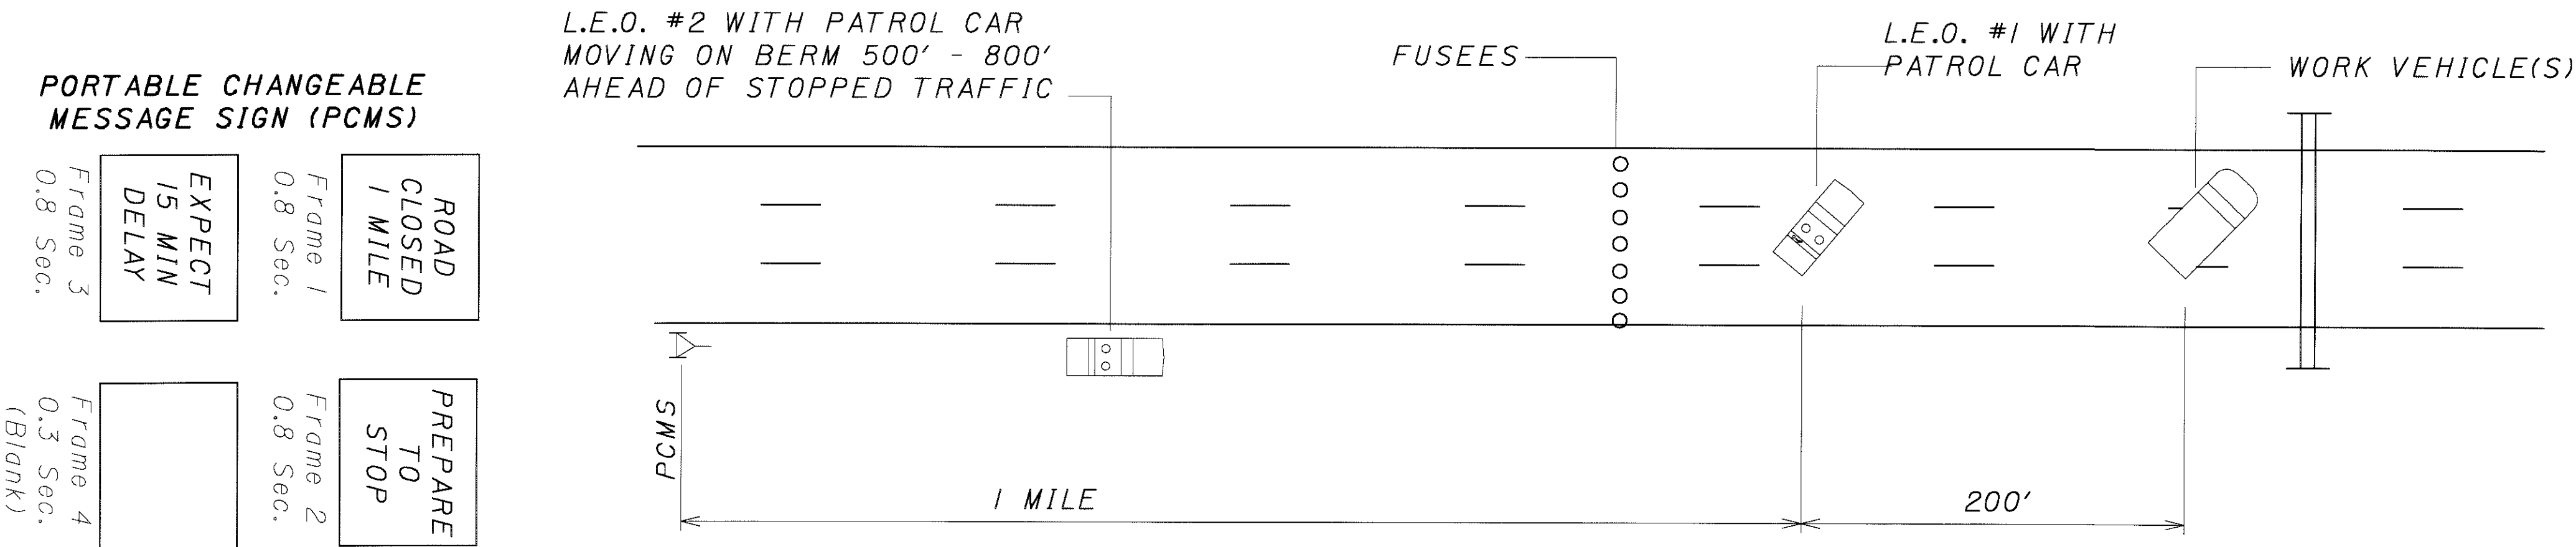 PORTABLE CHANGEABLE
MESSAGE SIGN (PCMS)
ROAD
CLOSED
1 MILE
Frame 1
0.8 Sec.
PREPARE
TO
STOP
Frame 2
0.8 Sec.
EXPECT
15 MIN
DELAY
Frame 3
0.8 Sec.
Frame 4
0.3 Sec.
(Blank)
L.E.O. #2 WITH PATROL CAR
MOVING ON BERM 500' - 800'
AHEAD OF STOPPED TRAFFIC
FUSEES
L.E.O. #1 WITH
PATROL CAR
WORK VEHICLE(S)
PCMS
1 MILE
200'